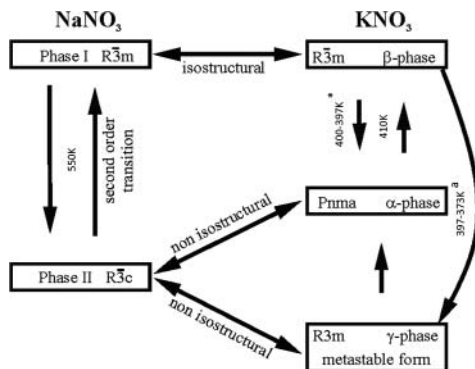 NaNO₃
KNO₃
Phase I R3̅m
isostructural
R3̅m β-phase
550K
second order
transition
400-397K*
410K
397-373K ᵃ
non isostructural
Pnma α-phase
Phase II R3̅c
non isostructural
R3m γ-phase
metastable form